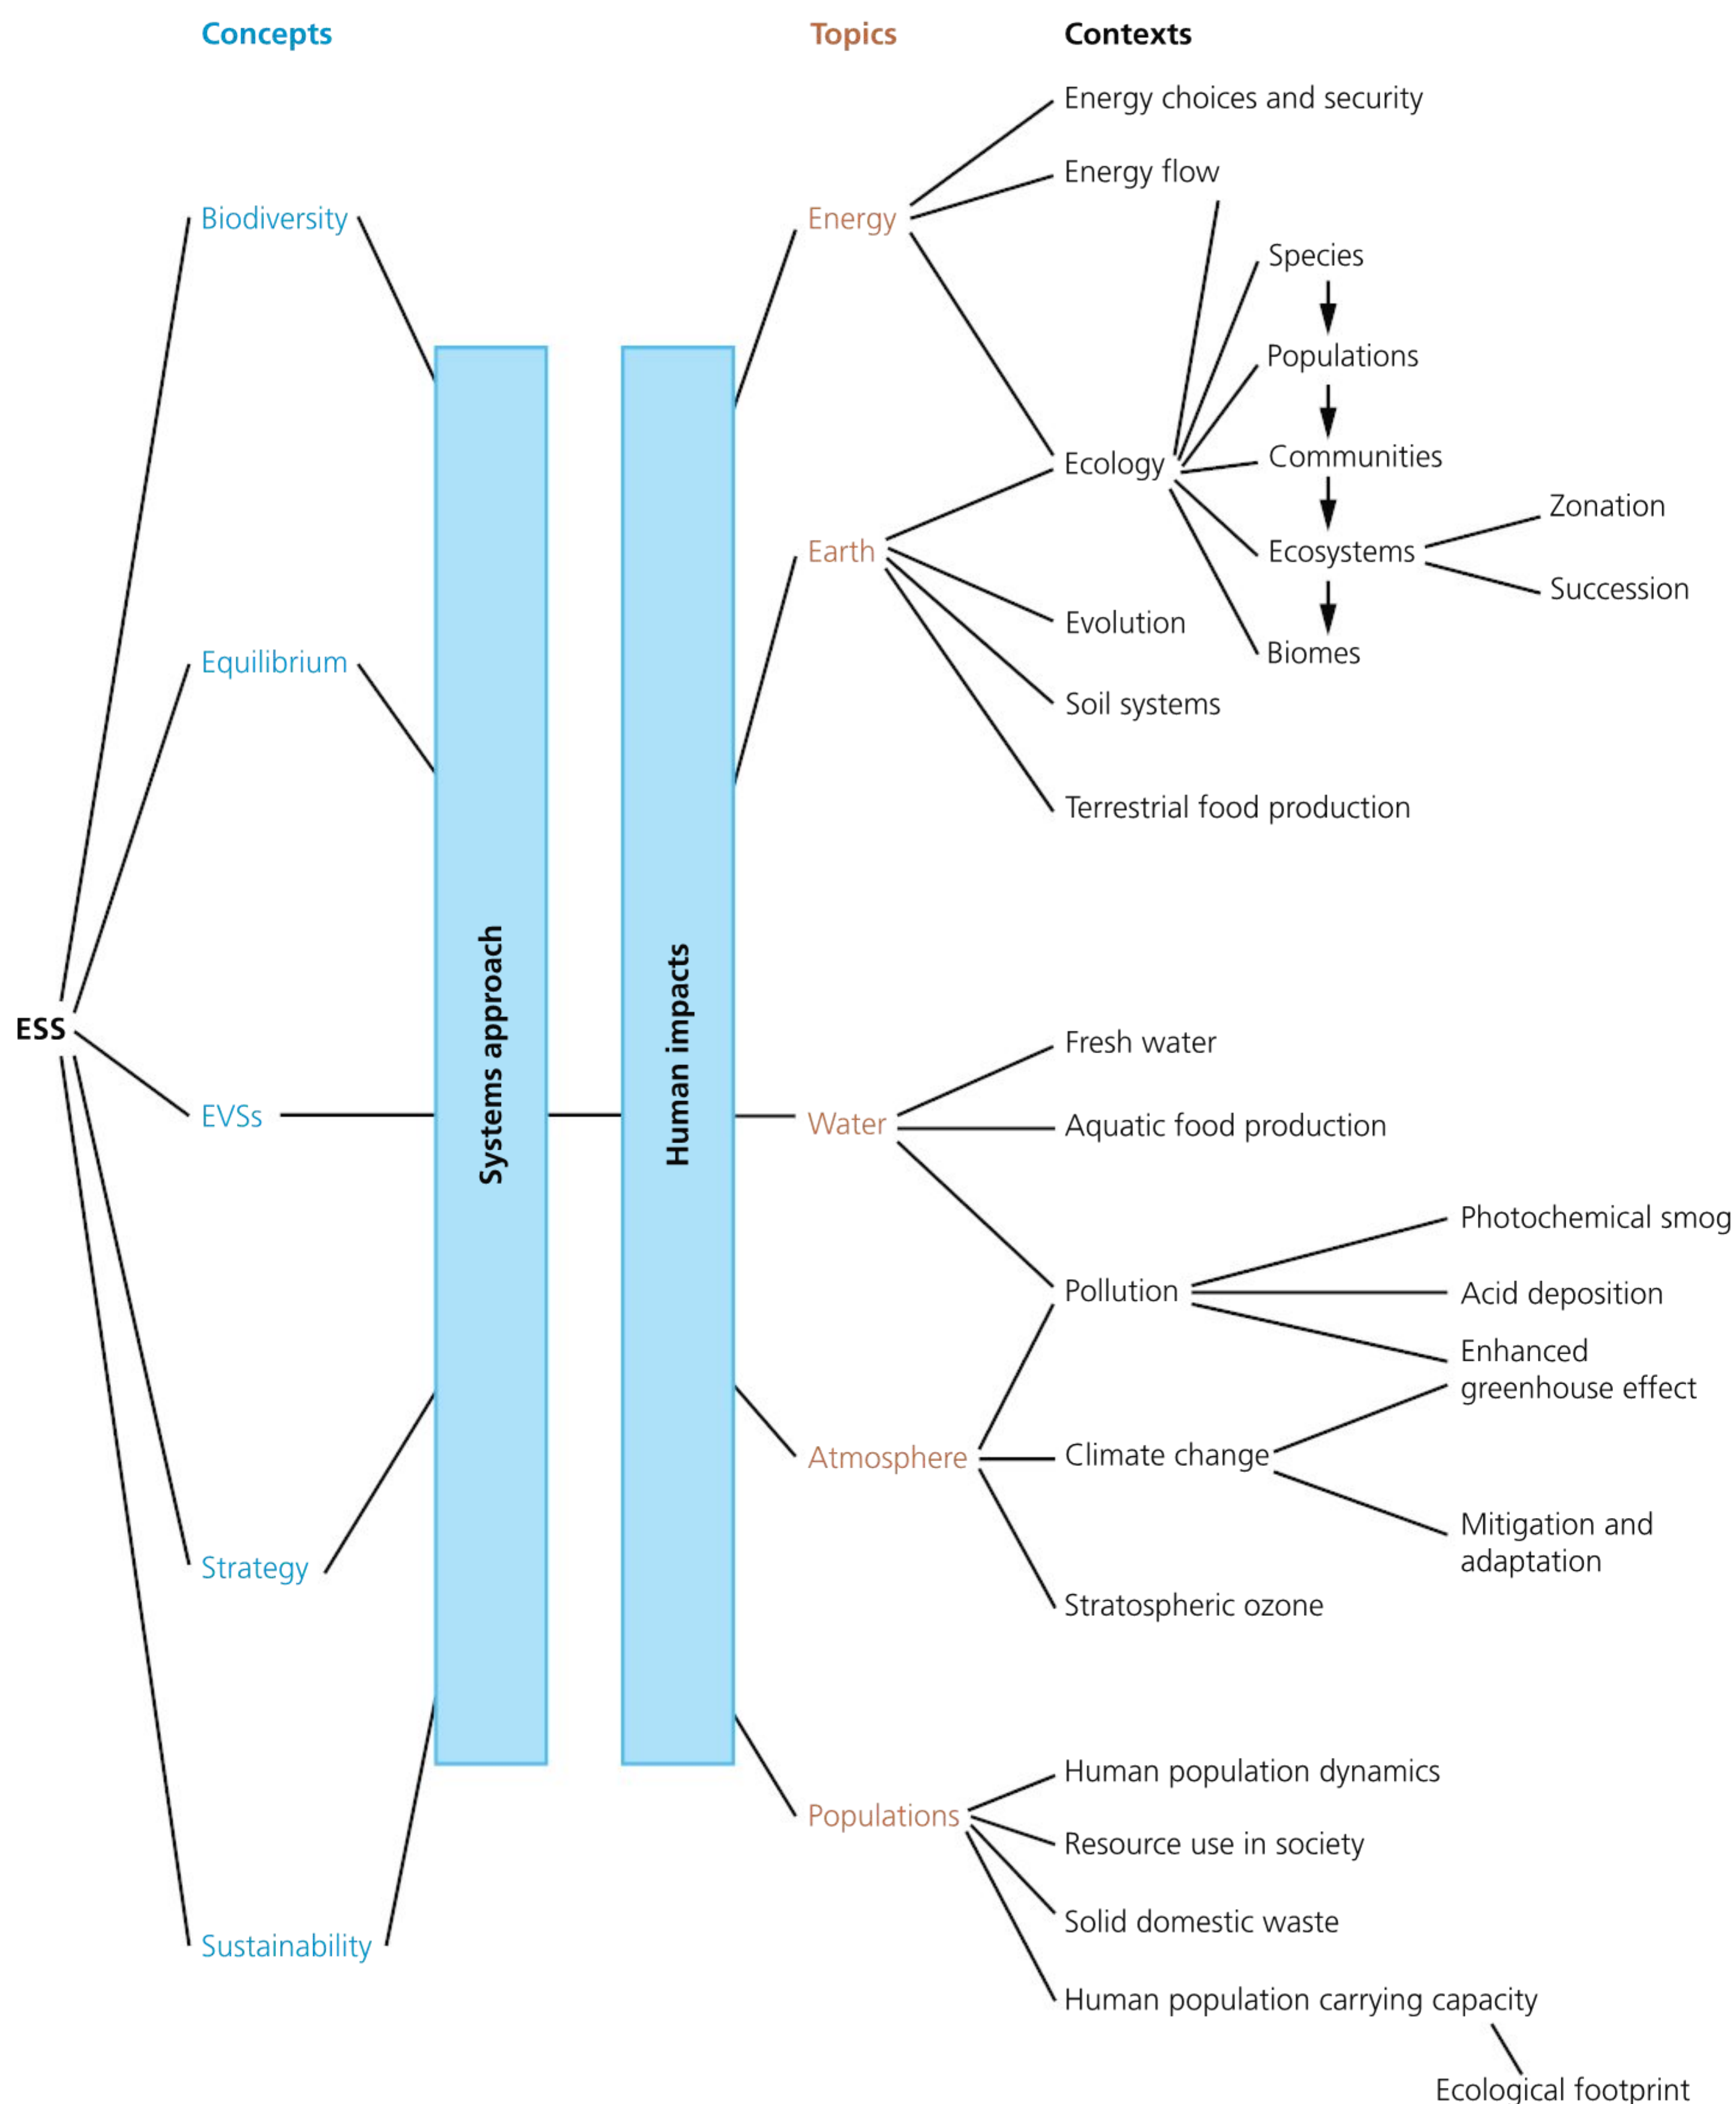 Concepts
Topics
Contexts
ESS
Biodiversity
Equilibrium
EVSs
Strategy
Sustainability
Systems approach
Human impacts
Energy
Energy choices and security
Energy flow
Ecology
Species
Populations
Communities
Ecosystems
Biomes
Zonation
Succession
Earth
Evolution
Soil systems
Terrestrial food production
Water
Fresh water
Aquatic food production
Pollution
Photochemical smog
Acid deposition
Enhanced
greenhouse effect
Atmosphere
Climate change
Mitigation and
adaptation
Stratospheric ozone
Populations
Human population dynamics
Resource use in society
Solid domestic waste
Human population carrying capacity
Ecological footprint